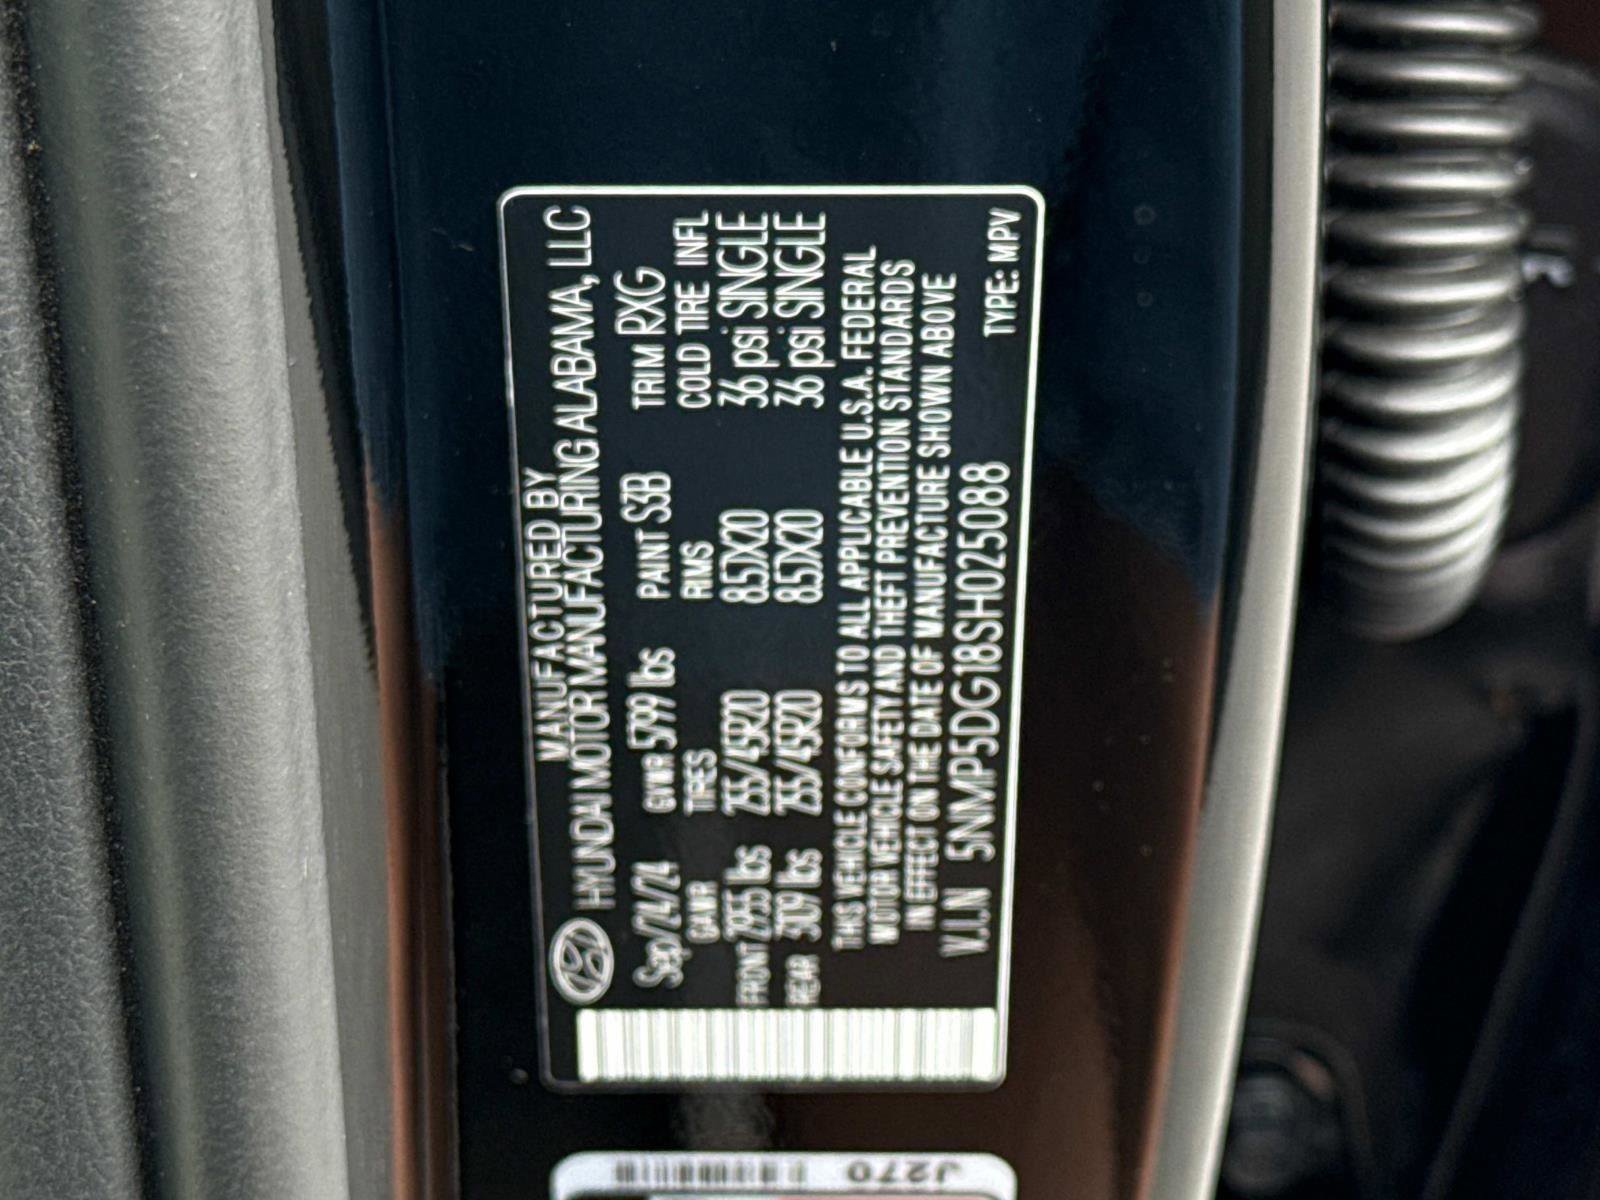 MANUFACTURED BY
HYUNDAI MOTOR MANUFACTURING ALABAMA, LLC
Sep/24/24 GVWR 5799 lbs PAINT S3B TRIM RXG
GAWR TIRES RIMS COLD TIRE INFL
FRONT 2955 lbs 255/45R20 8.5JX20 36 psi SINGLE
REAR 3109 lbs 255/45R20 8.5JX20 36 psi SINGLE
THIS VEHICLE CONFORMS TO ALL APPLICABLE U.S.A. FEDERAL
MOTOR VEHICLE SAFETY AND THEFT PREVENTION STANDARDS
IN EFFECT ON THE DATE OF MANUFACTURE SHOWN ABOVE
V.I.N 5NMP5DG18SH025088 TYPE: MPV
J270